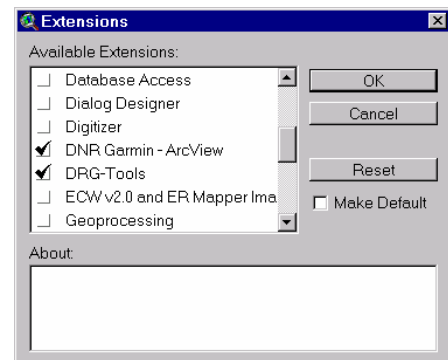 Extensions
Available Extensions:
Database Access
Dialog Designer
Digitizer
DNR Garmin - ArcView
DRG-Tools
ECW v2.0 and ER Mapper Ima
Geoprocessing
OK
Cancel
Reset
Make Default
About: